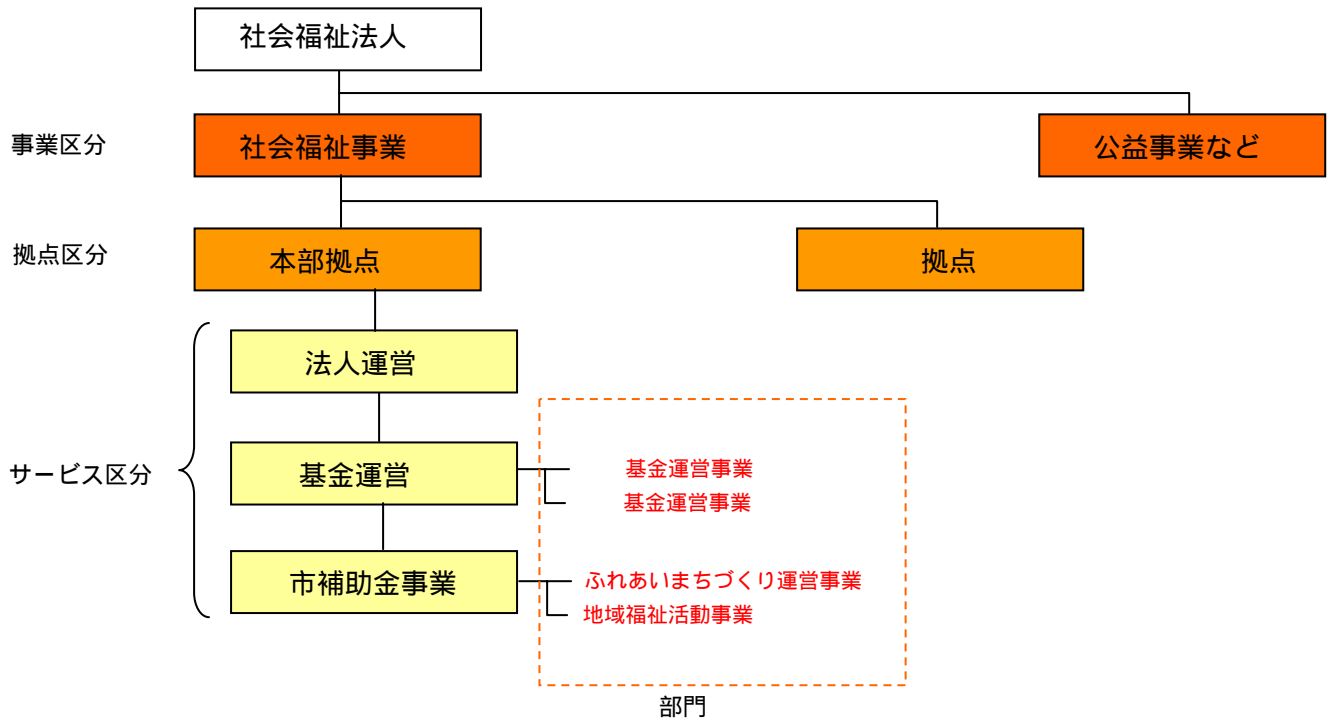 社会福祉法人
事業区分
社会福祉事業
公益事業など
拠点区分
本部拠点
拠点
法人運営
サービス区分
基金運営
基金運営事業
基金運営事業
市補助金事業
ふれあいまちづくり運営事業
地域福祉活動事業
部門